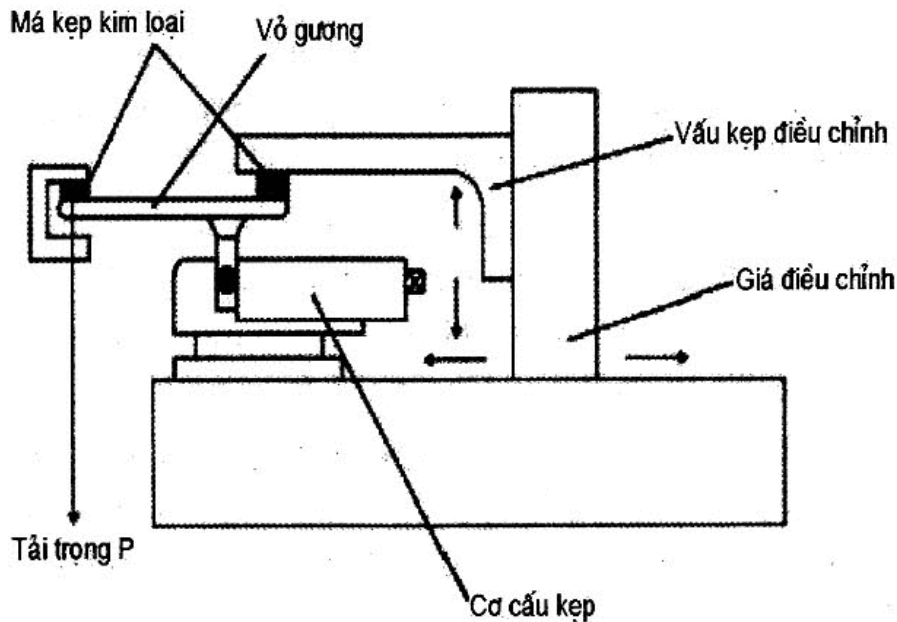 Má kẹp kim loại
Vỏ gương
Vấu kẹp điều chỉnh
Giá điều chỉnh
Tải trọng P
Cơ cấu kẹp